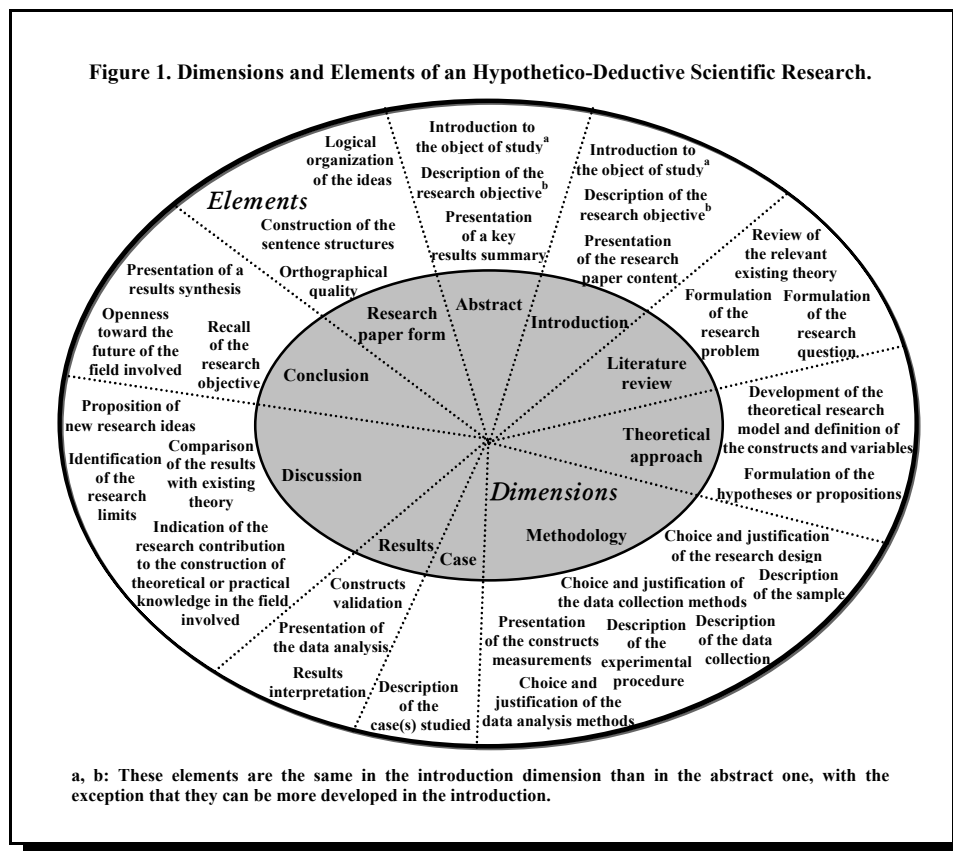 Figure 1. Dimensions and Elements of an Hypothetico-Deductive Scientific Research.
Elements
Logical
organization
of the ideas
Construction of the
sentence structures
Orthographical
quality
Research
paper form
Introduction to
the object of studyᵃ
Description of the
research objectiveᵇ
Presentation
of a key
results summary
Abstract
Introduction to
the object of studyᵃ
Description of the
research objectiveᵇ
Presentation
of the research
paper content
Introduction
Review of
the relevant
existing theory
Formulation
of the
research
problem
Formulation
of the
research
question
Literature
review
Development of the
theoretical research
model and definition of
the constructs and variables
Formulation of the
hypotheses or propositions
Theoretical
approach
Dimensions
Methodology
Choice and justification
of the research design
Description
of the sample
Choice and justification of
the data collection methods
Description
of the data
collection
Description
of the
experimental
procedure
Presentation
of the constructs
measurements
Choice and
justification of the
data analysis methods
Case
Description
of the
case(s) studied
Results
Constructs
validation
Presentation of
the data analysis
Results
interpretation
Discussion
Proposition of
new research ideas
Identification
of the
research
limits
Comparison
of the results
with existing
theory
Indication of the
research contribution
to the construction of
theoretical or practical
knowledge in the field
involved
Conclusion
Presentation of a
results synthesis
Openness
toward the
future of the
field involved
Recall
of the
research
objective
a, b: These elements are the same in the introduction dimension than in the abstract one, with the
exception that they can be more developed in the introduction.